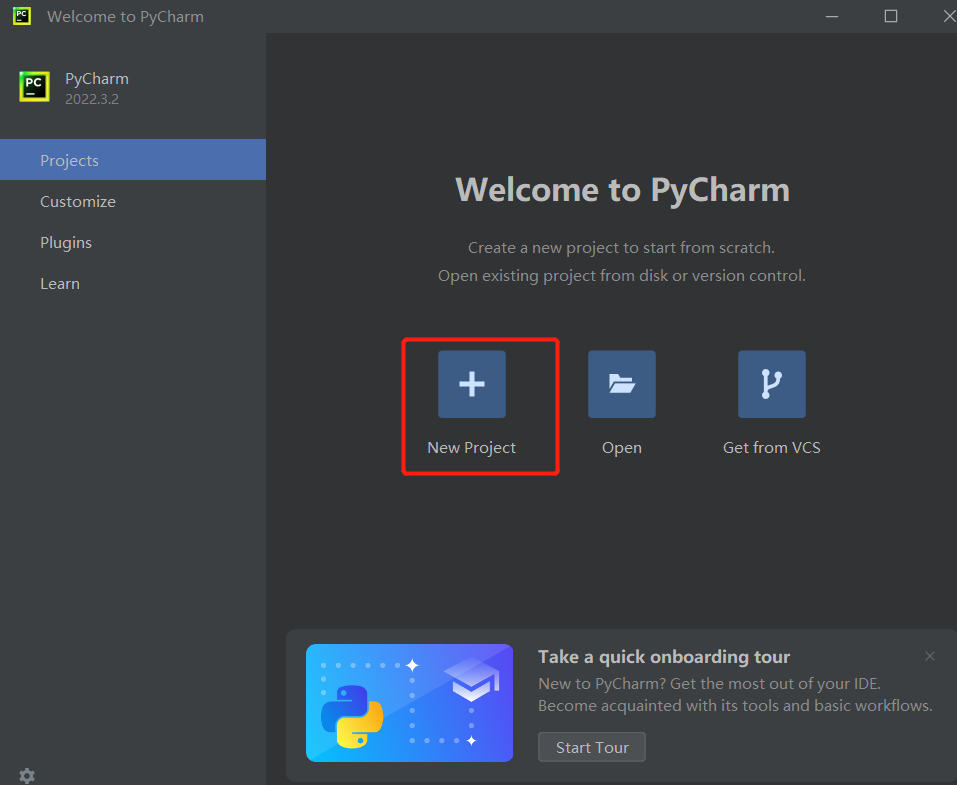 PC
Welcome to PyCharm
PC
PyCharm
2022.3.2
Projects
Customize
Plugins
Learn
Welcome to PyCharm
Create a new project to start from scratch.
Open existing project from disk or version control.
New Project
Open
Get from VCS
Take a quick onboarding tour
New to PyCharm? Get the most out of your IDE.
Become acquainted with its tools and basic workflows.
Start Tour